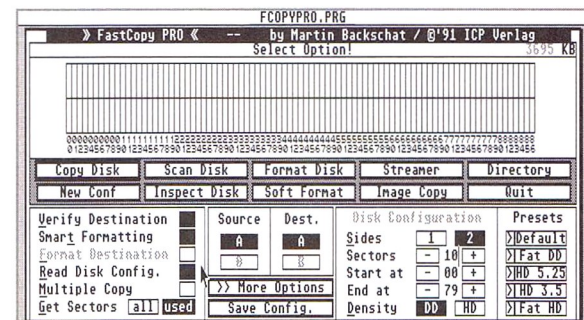 FCOPYPRO.PRG
» FastCopy PRO « -- by Martin Backschat / ©'91 ICP Verlag
Select Option! 3695 KB
000000000011111111112222222222333333333344444444445555555555666666666677777777778888888
012345678901234567890123456789012345678901234567890123456789012345678901234567890123456
Copy Disk Scan Disk Format Disk Streamer Directory
New Conf Inspect Disk Soft Format Image Copy Quit
Verify Destination Source Dest. Disk Configuration Presets
Smart Formatting A A Sides 1 2 >Default
Format Destination B B Sectors - 10 + >Fat DD
Read Disk Config. Start at - 00 + >HD 5.25
Multiple Copy >> More Options End at - 79 + >HD 3.5
Get Sectors all used Save Config. Density DD HD >Fat HD